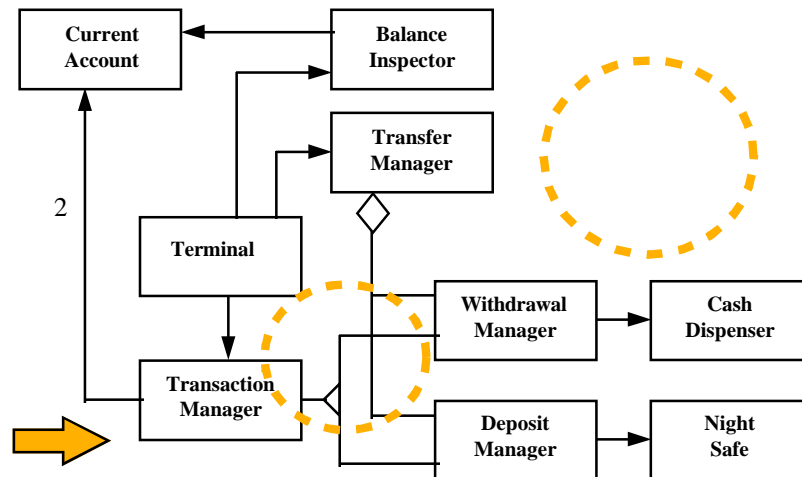 Current
Account
Balance
Inspector
Transfer
Manager
2
Terminal
Withdrawal
Manager
Cash
Dispenser
Transaction
Manager
Deposit
Manager
Night
Safe